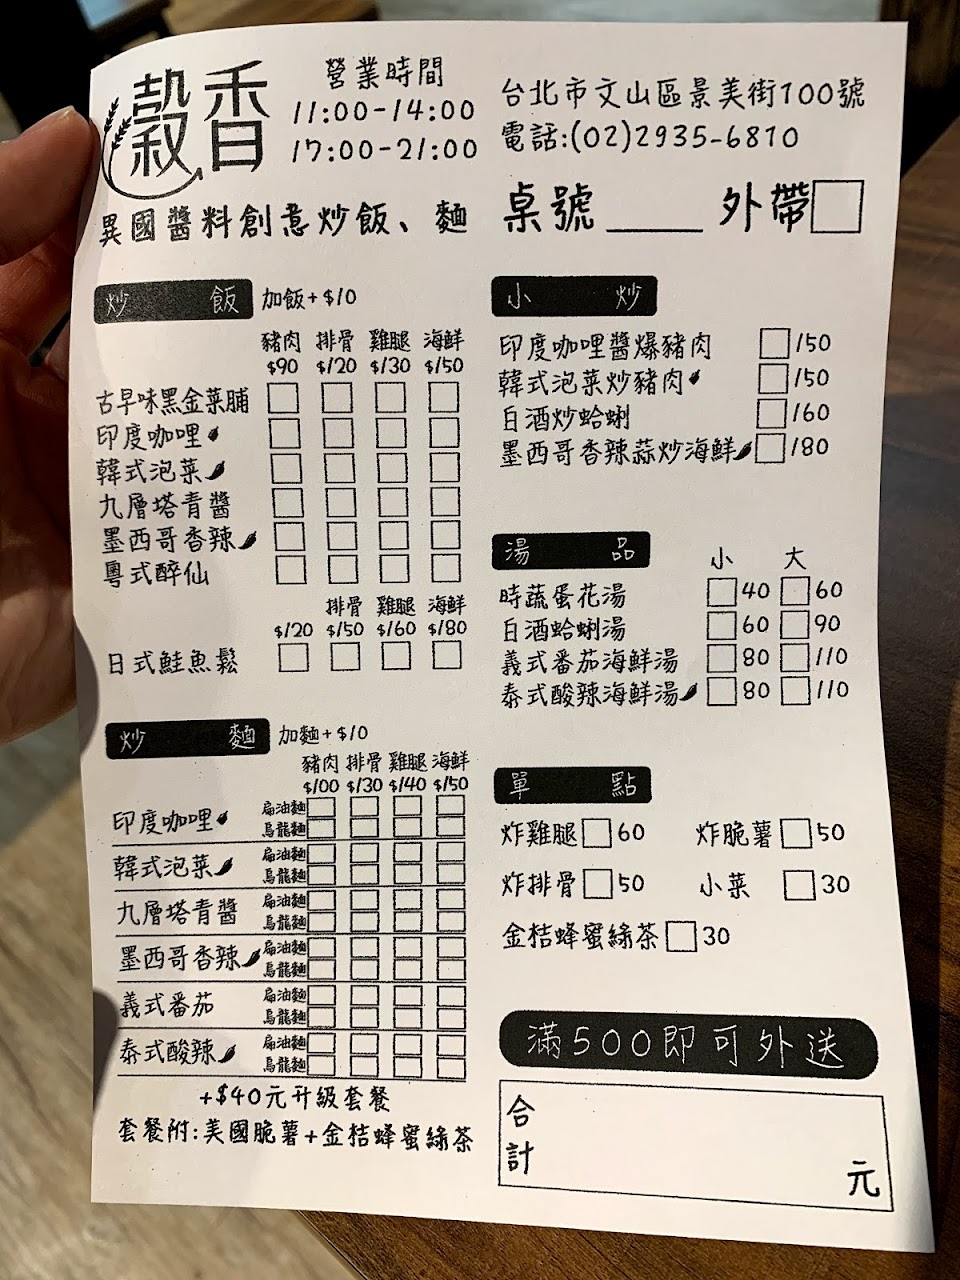 穀香
營業時間
11:00-14:00
17:00-21:00
異國醬料創意炒飯、麵
台北市文山區景美街100號
電話:(02)2935-6810
桌號____ 外帶□
炒飯 加飯+$10
豬肉 排骨 雞腿 海鮮
$90 $120 $130 $150
古早味黑金菜脯
印度咖哩
韓式泡菜
九層塔青醬
墨西哥香辣
粵式醉仙
排骨 雞腿 海鮮
$120 $150 $160 $180
日式鮭魚鬆
炒麵 加麵+$10
豬肉 排骨 雞腿 海鮮
$100 $130 $140 $150
印度咖哩 扁油麵
烏龍麵
韓式泡菜 扁油麵
烏龍麵
九層塔青醬 扁油麵
烏龍麵
墨西哥香辣 扁油麵
烏龍麵
義式番茄 扁油麵
烏龍麵
泰式酸辣 扁油麵
烏龍麵
+$40元升級套餐
套餐附:美國脆薯+金桔蜂蜜綠茶
小炒
印度咖哩醬爆豬肉 □150
韓式泡菜炒豬肉 □150
白酒炒蛤蜊 □160
墨西哥香辣蒜炒海鮮 □180
湯品 小 大
時蔬蛋花湯 □40 □60
白酒蛤蜊湯 □60 □90
義式番茄海鮮湯 □80 □110
泰式酸辣海鮮湯 □80 □110
單點
炸雞腿□60 炸脆薯□50
炸排骨□50 小菜 □30
金桔蜂蜜綠茶□30
滿500即可外送
合計
元